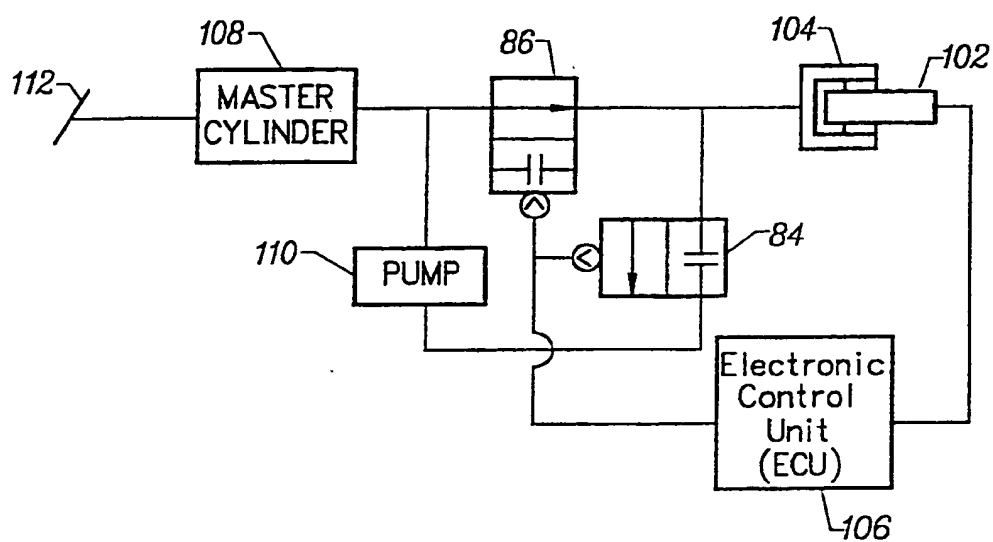 108
86
104
102
112
MASTER
CYLINDER
110
PUMP
84
Electronic
Control
Unit
(ECU)
106